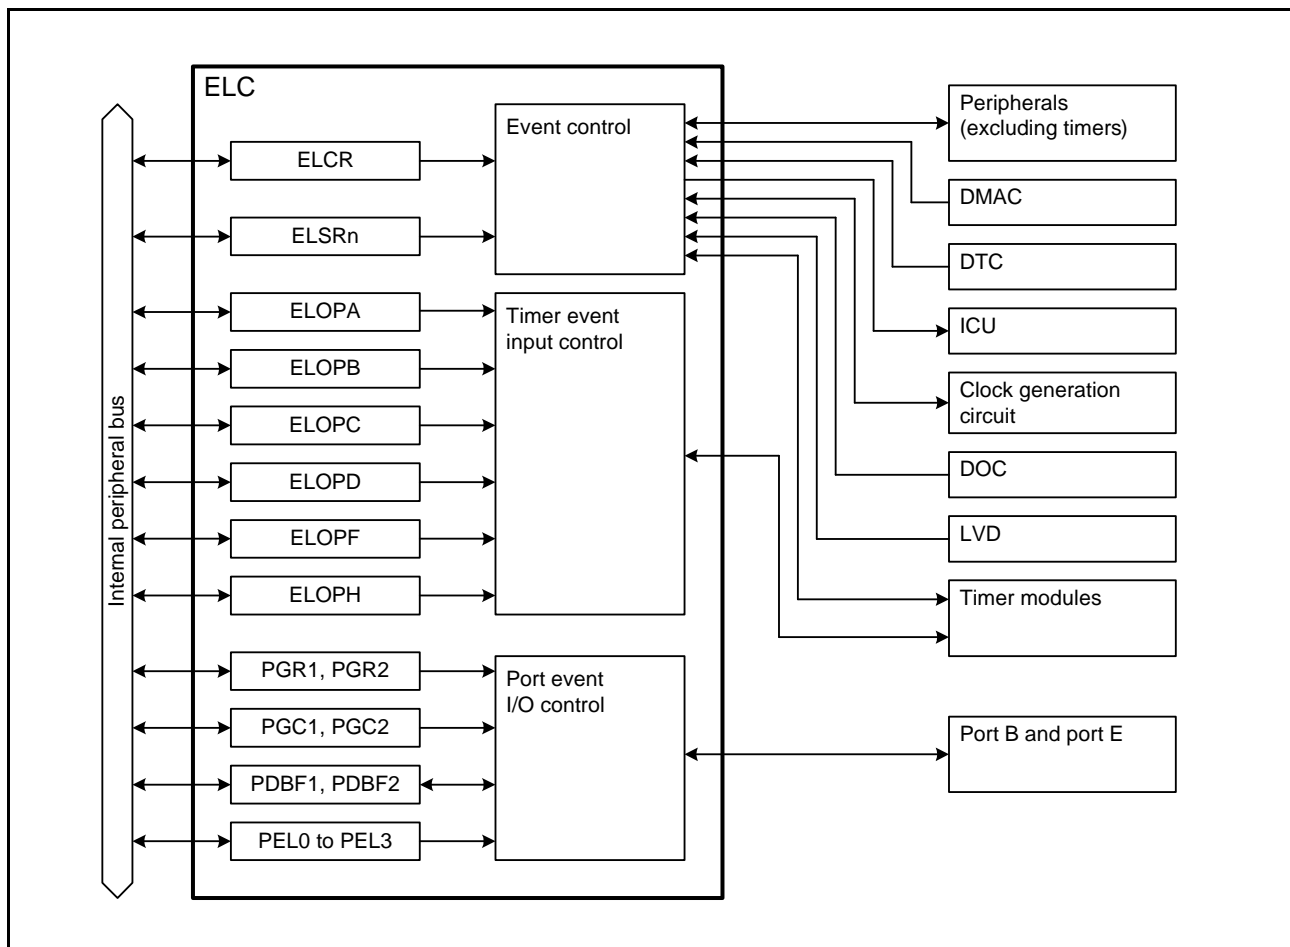 ELC
Internal peripheral bus
ELCR
ELSRn
ELOPA
ELOPB
ELOPC
ELOPD
ELOPF
ELOPH
PGR1, PGR2
PGC1, PGC2
PDBF1, PDBF2
PEL0 to PEL3
Event control
Timer event
input control
Port event
I/O control
Peripherals
(excluding timers)
DMAC
DTC
ICU
Clock generation
circuit
DOC
LVD
Timer modules
Port B and port E